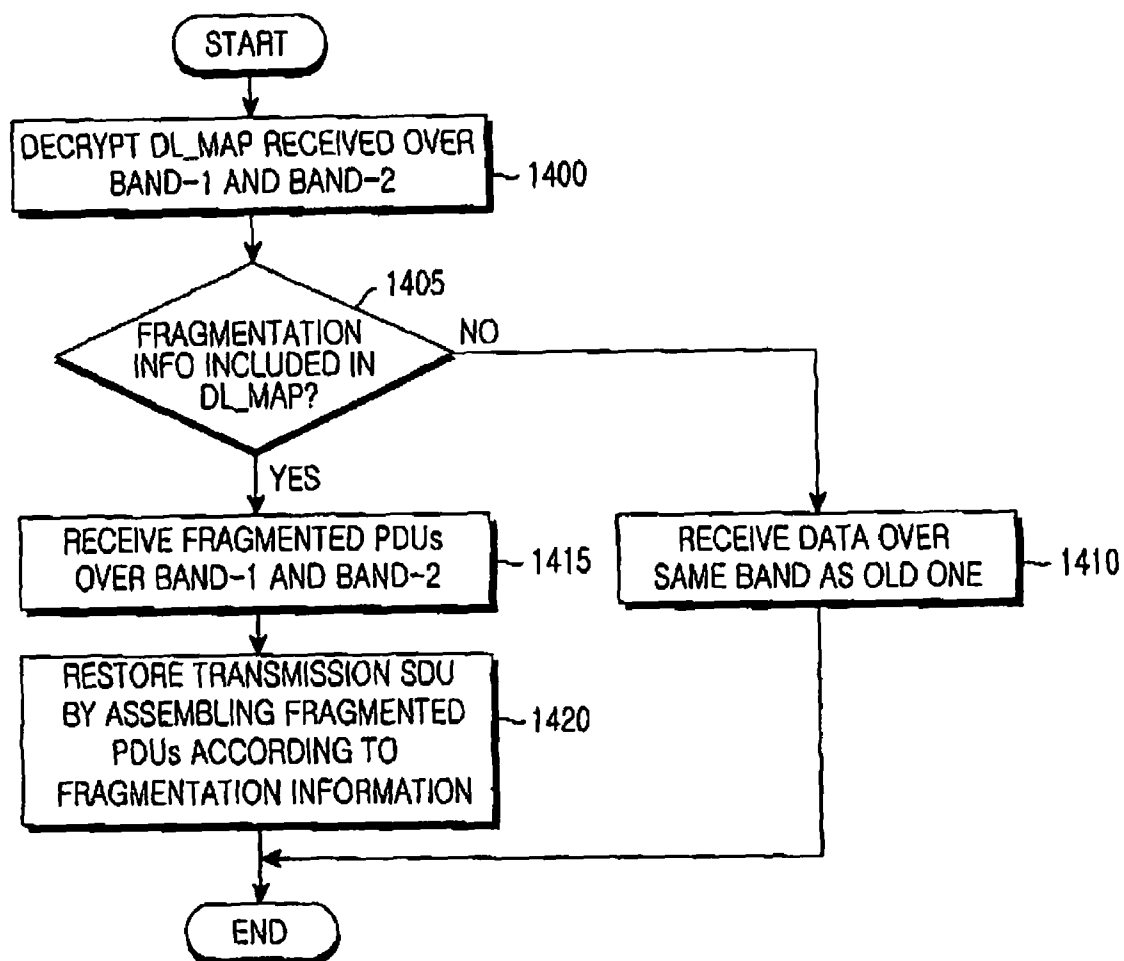 START
DECRYPT DL_MAP RECEIVED OVER
BAND-1 AND BAND-2
1400
1405
FRAGMENTATION
INFO INCLUDED IN
DL_MAP?
NO
YES
RECEIVE FRAGMENTED PDUs
OVER BAND-1 AND BAND-2
1415
RECEIVE DATA OVER
SAME BAND AS OLD ONE
1410
RESTORE TRANSMISSION SDU
BY ASSEMBLING FRAGMENTED
PDUs ACCORDING TO
FRAGMENTATION INFORMATION
1420
END